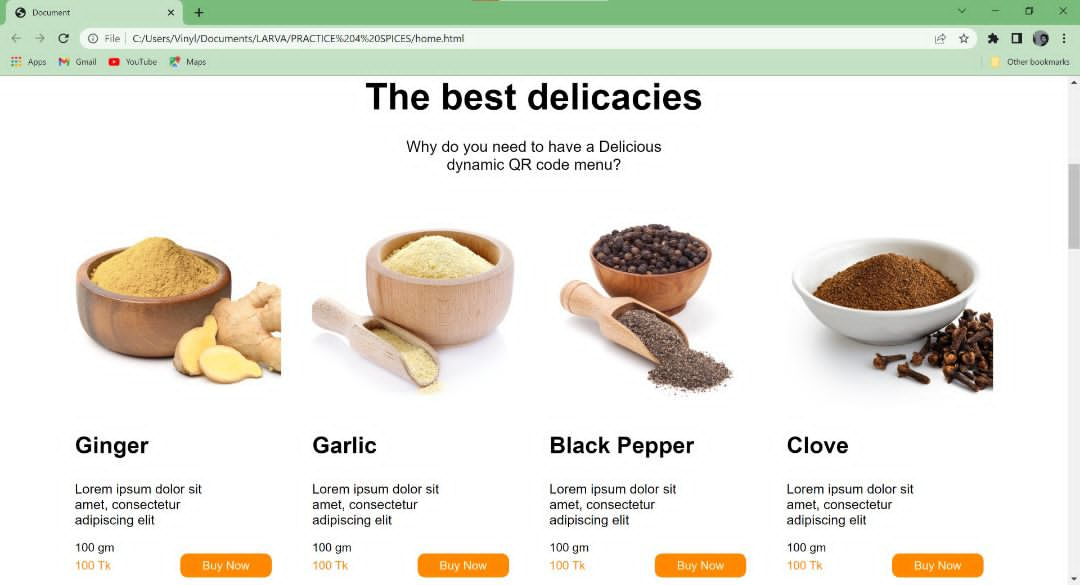 Document
File
C:/Users/Vinyl/Documents/LARVA/PRACTICE%204%20SPICES/home.html
Apps
Gmail
YouTube
Maps
Other bookmarks
The best delicacies
Why do you need to have a Delicious
dynamic QR code menu?
Ginger
Lorem ipsum dolor sit
amet, consectetur
adipiscing elit
100 gm
100 Tk
Buy Now
Garlic
Lorem ipsum dolor sit
amet, consectetur
adipiscing elit
100 gm
100 Tk
Buy Now
Black Pepper
Lorem ipsum dolor sit
amet, consectetur
adipiscing elit
100 gm
100 Tk
Buy Now
Clove
Lorem ipsum dolor sit
amet, consectetur
adipiscing elit
100 gm
100 Tk
Buy Now